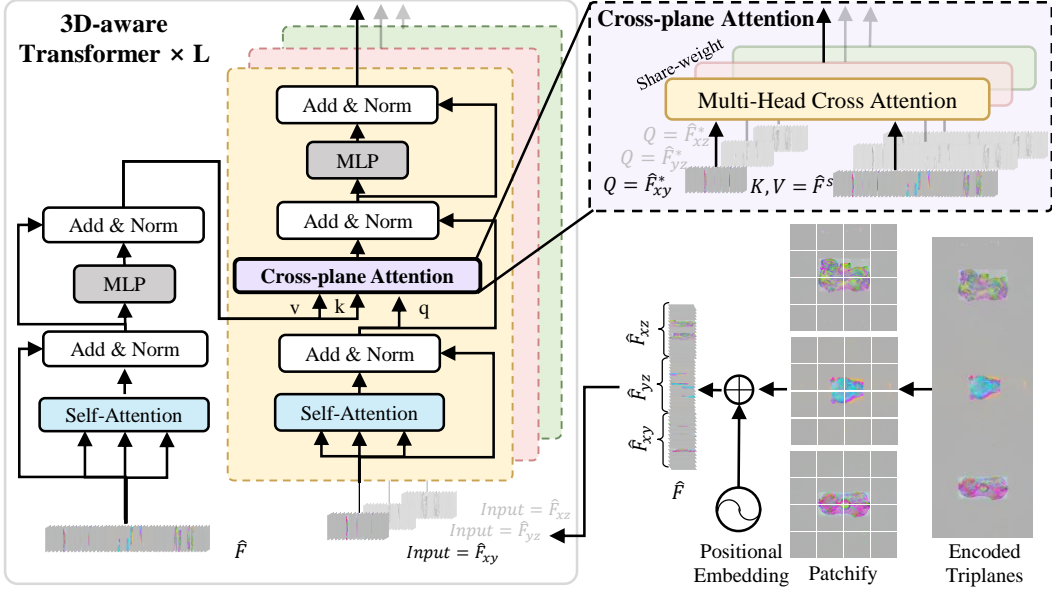 3D-aware
Transformer × L
Add & Norm
MLP
Add & Norm
Self-Attention
F̂
Add & Norm
MLP
Add & Norm
Cross-plane Attention
v
k
q
Add & Norm
Self-Attention
Input = F̂xz
Input = F̂yz
Input = F̂xy
Cross-plane Attention
Share-weight
Multi-Head Cross Attention
Q = F̂*xz
Q = F̂*yz
Q = F̂*xy
K, V = F̂s
F̂xz
F̂yz
F̂xy
F̂
Positional
Embedding
Patchify
Encoded
Triplanes